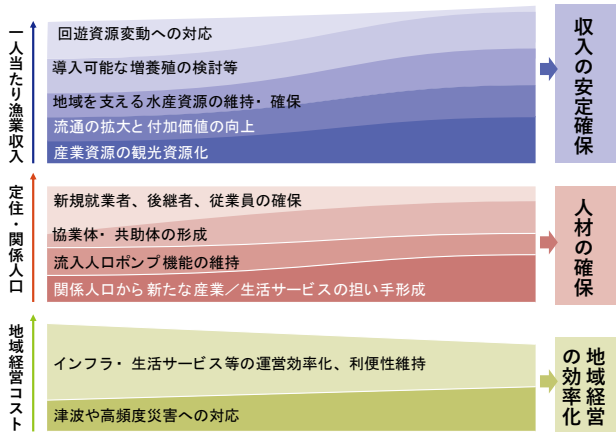 一人当たり漁業収入
回遊資源変動への対応
導入可能な増養殖の検討等
地域を支える水産資源の維持・確保
流通の拡大と付加価値の向上
産業資源の観光資源化
収入の安定確保
定住・関係人口
新規就業者、後継者、従業員の確保
協業体・共助体の形成
流入人口ポンプ機能の維持
関係人口から新たな産業／生活サービスの担い手形成
人材の確保
地域経営コスト
インフラ・生活サービス等の運営効率化、利便性維持
津波や高頻度災害への対応
地域経営
の効率化